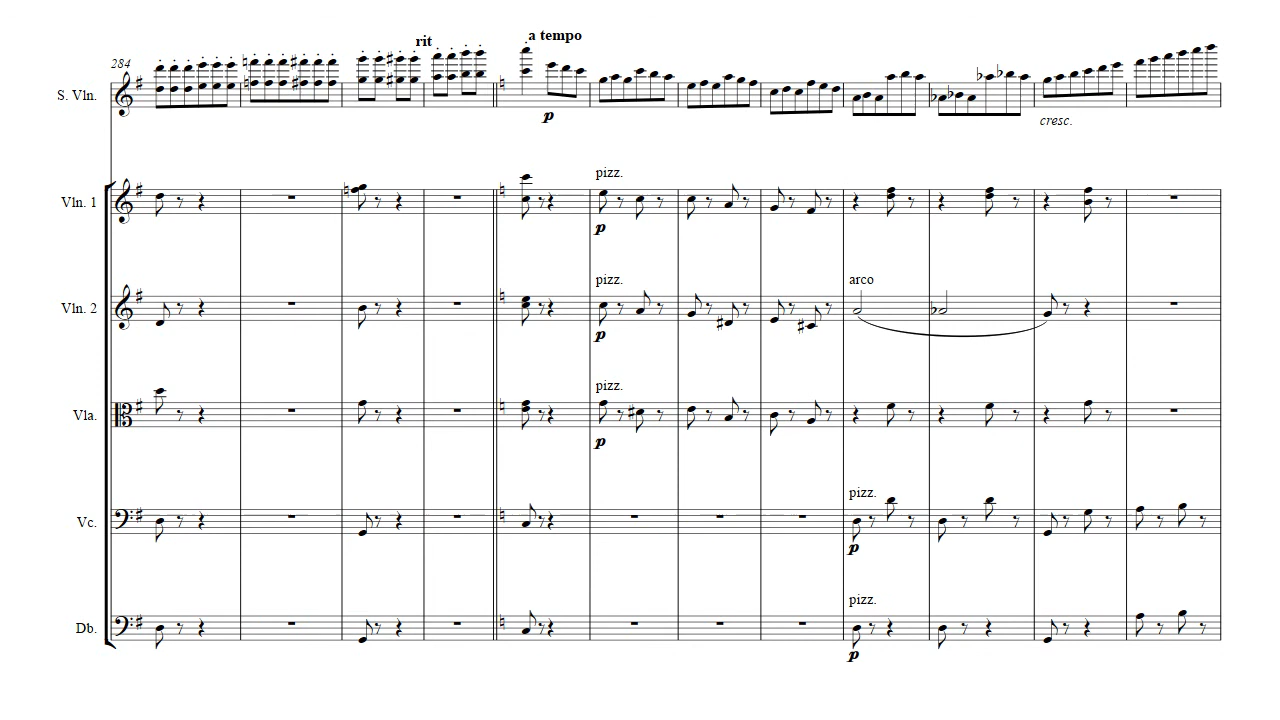 rit
a tempo
284
S. Vln.
p
cresc.
pizz.
Vln. 1
p
pizz.
arco
Vln. 2
p
pizz.
Vla.
p
pizz.
Vc.
p
pizz.
Db.
p